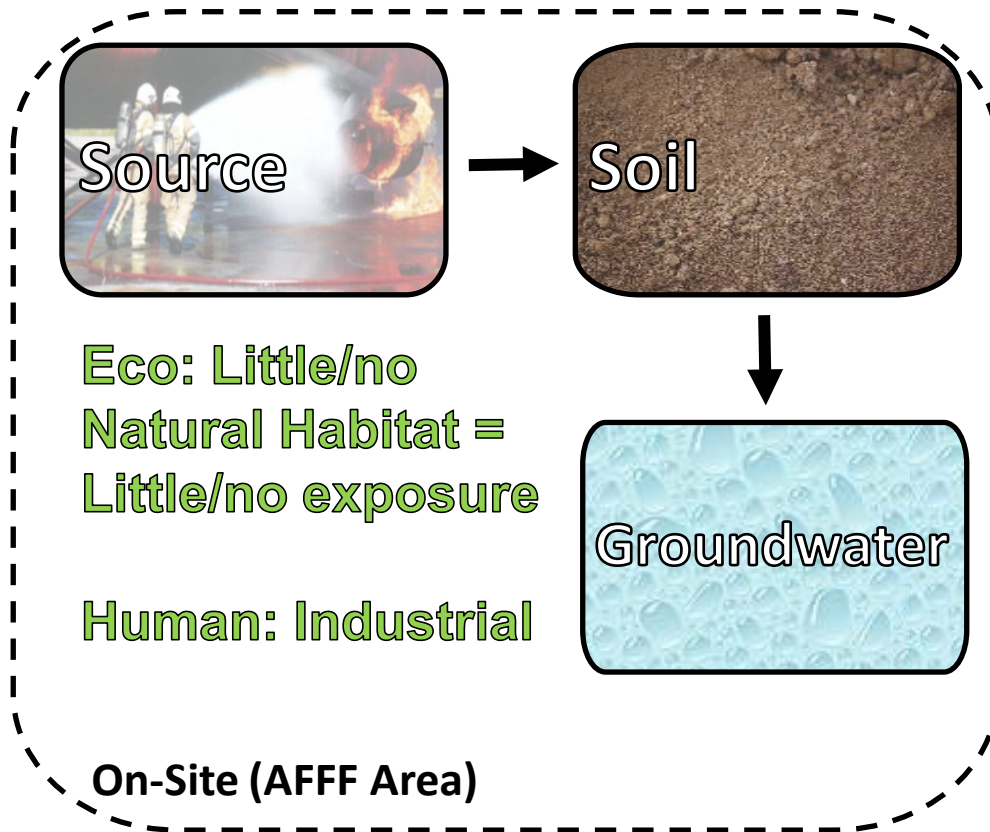 Source
Soil
Eco: Little/no
Natural Habitat =
Little/no exposure
Groundwater
Human: Industrial
On-Site (AFFF Area)